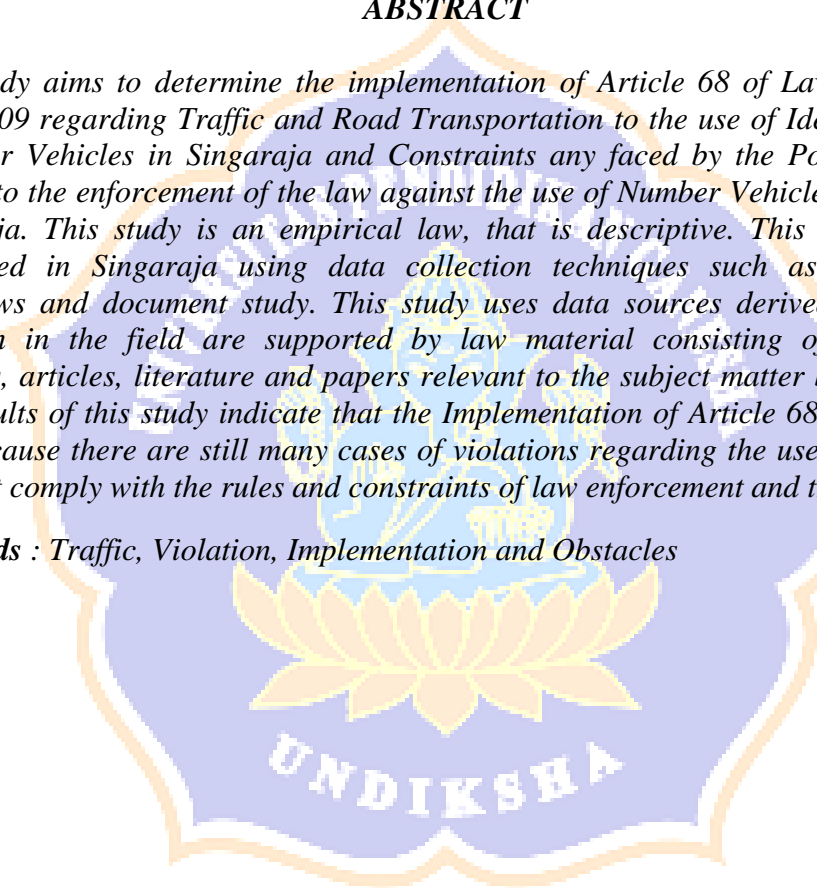 ABSTRACT
dy aims to determine the implementation of Article 68 of La
09 regarding Traffic and Road Transportation to the use of Ide
r Vehicles in Singaraja and Constraints any faced by the Po
to the enforcement of the law against the use of Number Vehicle
ja. This study is an empirical law, that is descriptive. This
ed in Singaraja using data collection techniques such as
ws and document study. This study uses data sources derive
n in the field are supported by law material consisting o
, articles, literature and papers relevant to the subject matter
ults of this study indicate that the Implementation of Article 68
cause there are still many cases of violations regarding the use
t comply with the rules and constraints of law enforcement and t
ds : Traffic, Violation, Implementation and Obstacles
UNIVERSITAS PENDIDIKAN GANESHA
UNDIKSHA